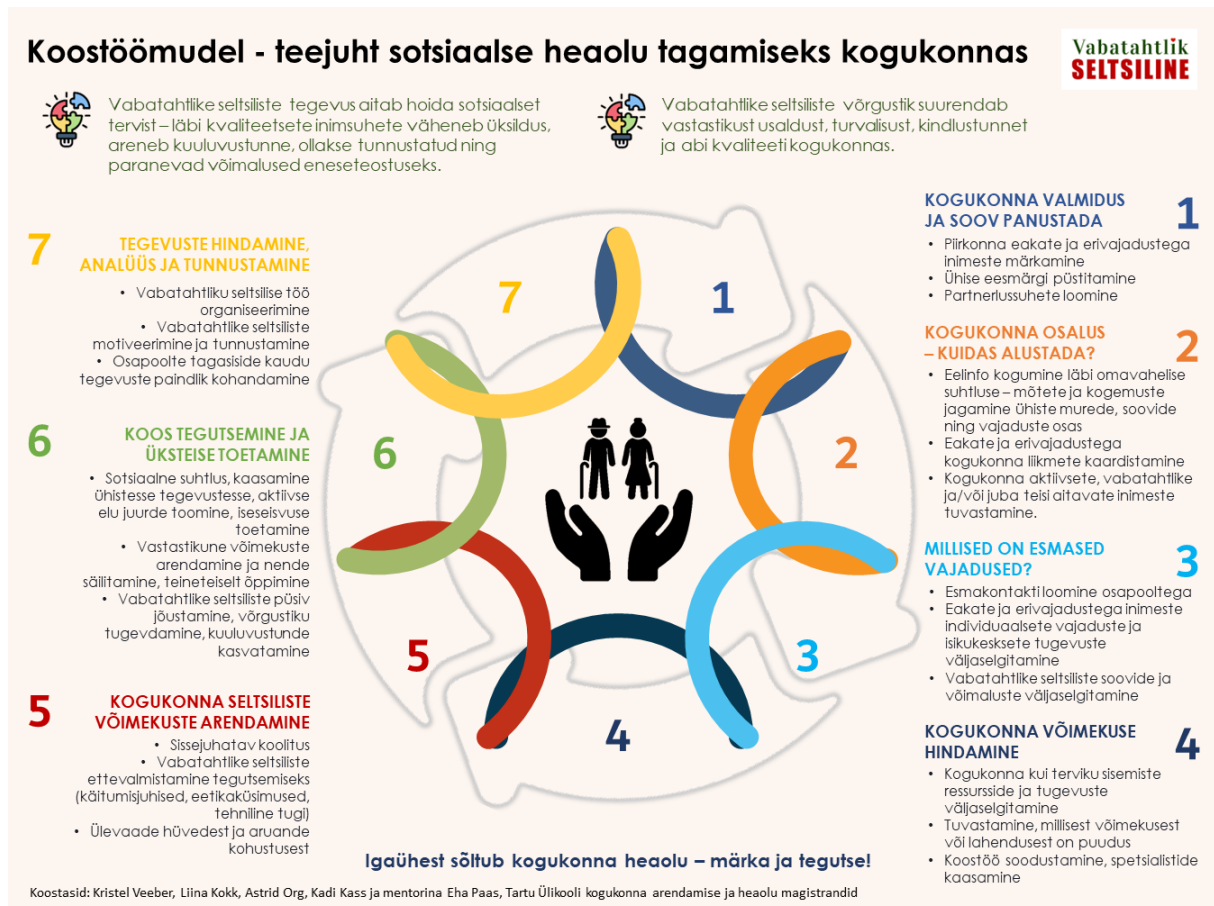 Koostöömudel - teejuht sotsiaalse heaolu tagamiseks kogukonnas
Vabatahtlik
SELTSILINE
Vabatahtlike seltsiliste tegevus aitab hoida sotsiaalset
tervist – läbi kvaliteetsete inimsuhete väheneb üksildus,
areneb kuuluvustunne, ollakse tunnustatud ning
paranevad võimalused eneseteostuseks.
Vabatahtlike seltsiliste võrgustik suurendab
vastastikust usaldust, turvalisust, kindlustunnet
ja abi kvaliteeti kogukonnas.
KOGUKONNA VALMIDUS
JA SOOV PANUSTADA
1
• Piirkonna eakate ja erivajadustega
inimeste märkamine
• Ühise eesmärgi püstitamine
• Partnerlussuhete loomine
KOGUKONNA OSALUS
– KUIDAS ALUSTADA?
2
• Eelinfo kogumine läbi omavahelise
suhtluse – mõtete ja kogemuste
jagamine ühiste murede, soovide
ning vajaduste osas
• Eakate ja erivajadustega
kogukonna liikmete kaardistamine
• Kogukonna aktiivsete, vabatahtlike
ja/või juba teisi aitavate inimeste
tuvastamine.
MILLISED ON ESMASED
VAJADUSED?
3
• Esmakontakti loomine osapooltega
• Eakate ja erivajadustega inimeste
individuaalsete vajaduste ja
isikukesksete tugevuste
väljaselgitamine
• Vabatahtlike seltsiliste soovide ja
võimaluste väljaselgitamine
KOGUKONNA VÕIMEKUSE
HINDAMINE
4
• Kogukonna kui terviku sisemiste
ressursside ja tugevuste
väljaselgitamine
• Tuvastamine, millisest võimekusest
või lahendusest on puudus
• Koostöö soodustamine, spetsialistide
kaasamine
5
KOGUKONNA SELTSILISTE
VÕIMEKUSTE ARENDAMINE
• Sissejuhatav koolitus
• Vabatahtlike seltsiliste
ettevalmistamine tegutsemiseks
(käitumisjuhised, eetikaküsimused,
tehniline tugi)
• Ülevaade hüvedest ja aruande
kohustusest
6
KOOS TEGUTSEMINE JA
ÜKSTEISE TOETAMINE
• Sotsiaalne suhtlus, kaasamine
ühistesse tegevustesse, aktiivse
elu juurde toomine, iseseisvuse
toetamine
• Vastastikune võimekuste
arendamine ja nende
säilitamine, teineteiselt õppimine
• Vabatahtlike seltsiliste püsiv
jõustamine, võrgustiku
tugevdamine, kuuluvustunde
kasvatamine
7
TEGEVUSTE HINDAMINE,
ANALÜÜS JA TUNNUSTAMINE
• Vabatahtliku seltsilise töö
organiseerimine
• Vabatahtlike seltsiliste
motiveerimine ja tunnustamine
• Osapoolte tagasiside kaudu
tegevuste paindlik kohandamine
1
2
3
4
5
6
7
Igaühest sõltub kogukonna heaolu – märka ja tegutse!
Koostasid: Kristel Veeber, Liina Kokk, Astrid Org, Kadi Kass ja mentorina Eha Paas, Tartu Ülikooli kogukonna arendamise ja heaolu magistrandid